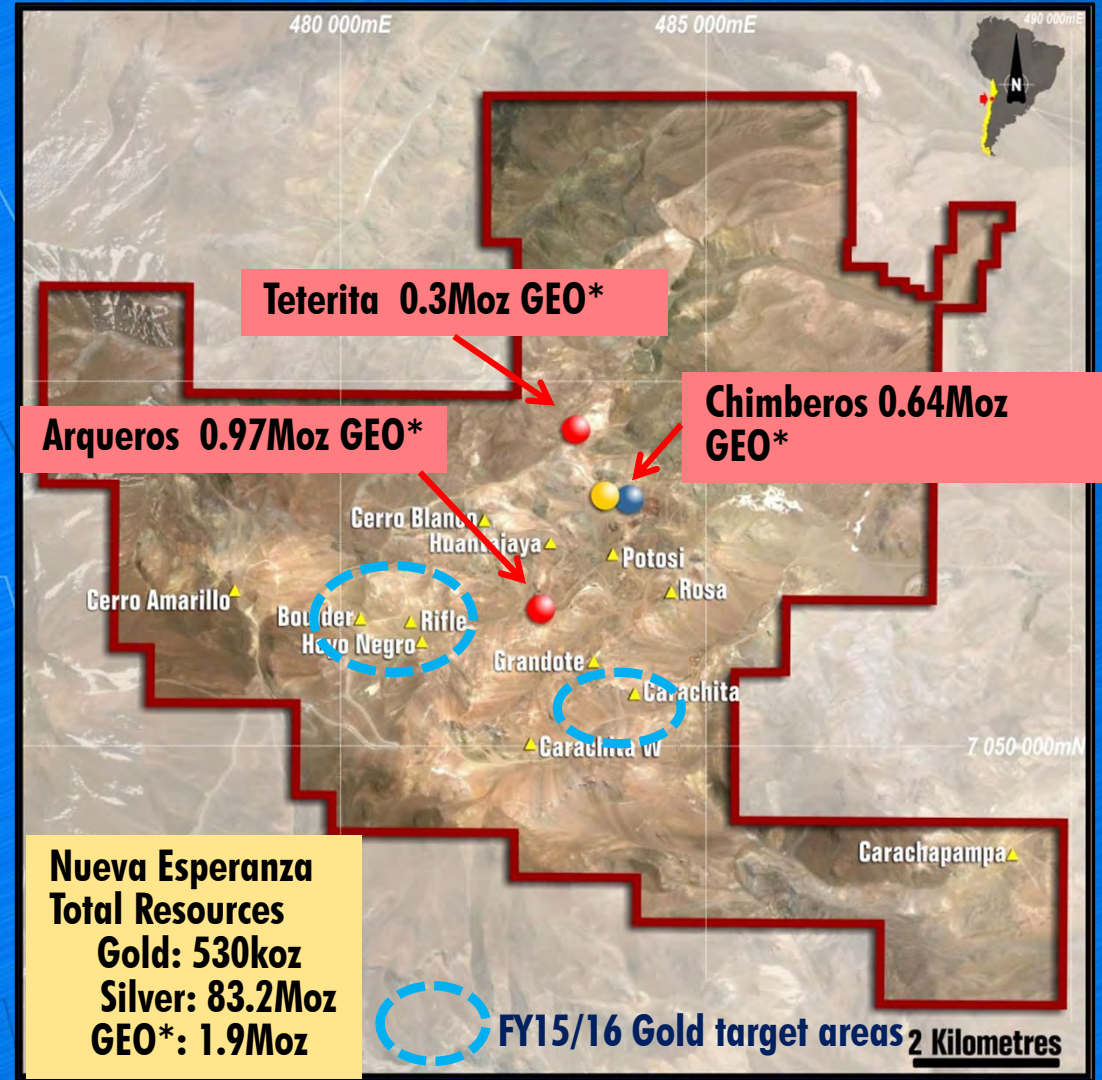 480 000mE
485 000mE
490 000mE
N
Teterita 0.3Moz GEO*
Chimberos 0.64Moz
GEO*
Arqueros 0.97Moz GEO*
Cerro Blanco
Huantajaya
Potosi
Cerro Amarillo
Rosa
Boulder
Rifle
Hoyo Negro
Grandote
Carachita
Carachita W
7 050 000mN
Carachapampa
Nueva Esperanza
Total Resources
Gold: 530koz
Silver: 83.2Moz
GEO*: 1.9Moz
FY15/16 Gold target areas
2 Kilometres